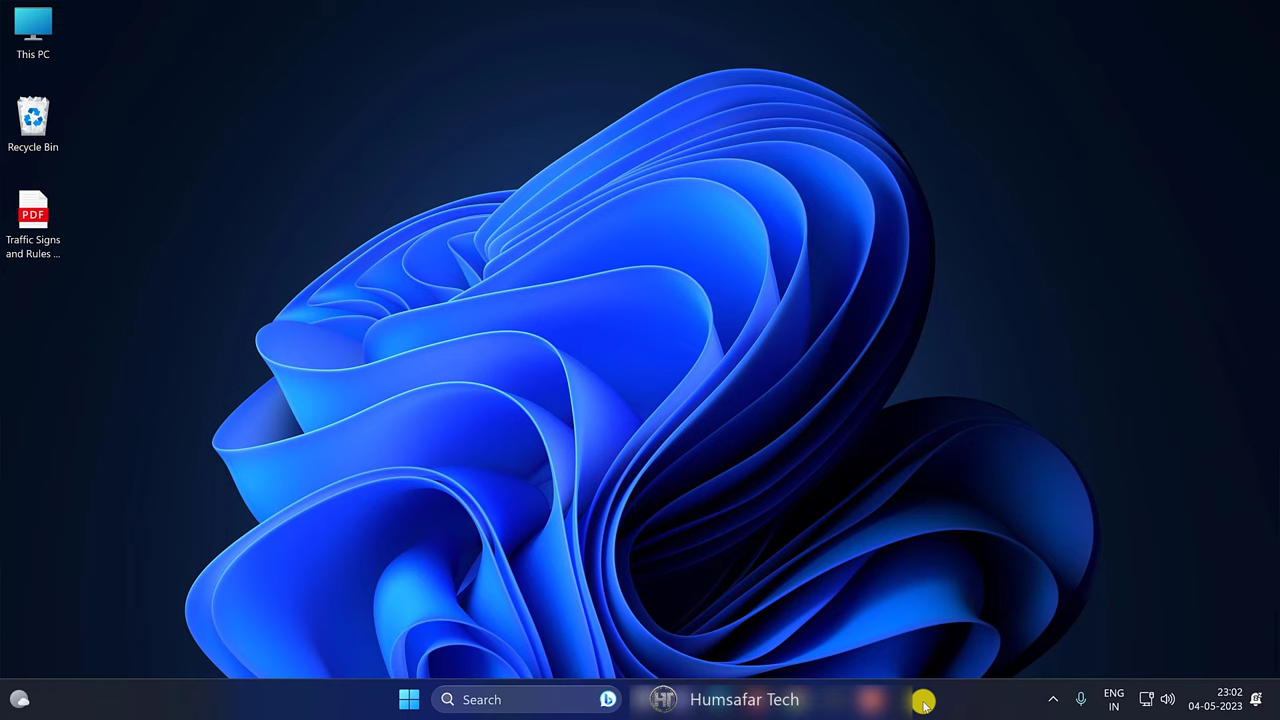 This PC
Recycle Bin
PDF
Traffic Signs
and Rules ...
Search
HT
Humsafar Tech
ENG
IN
23:02
04-05-2023